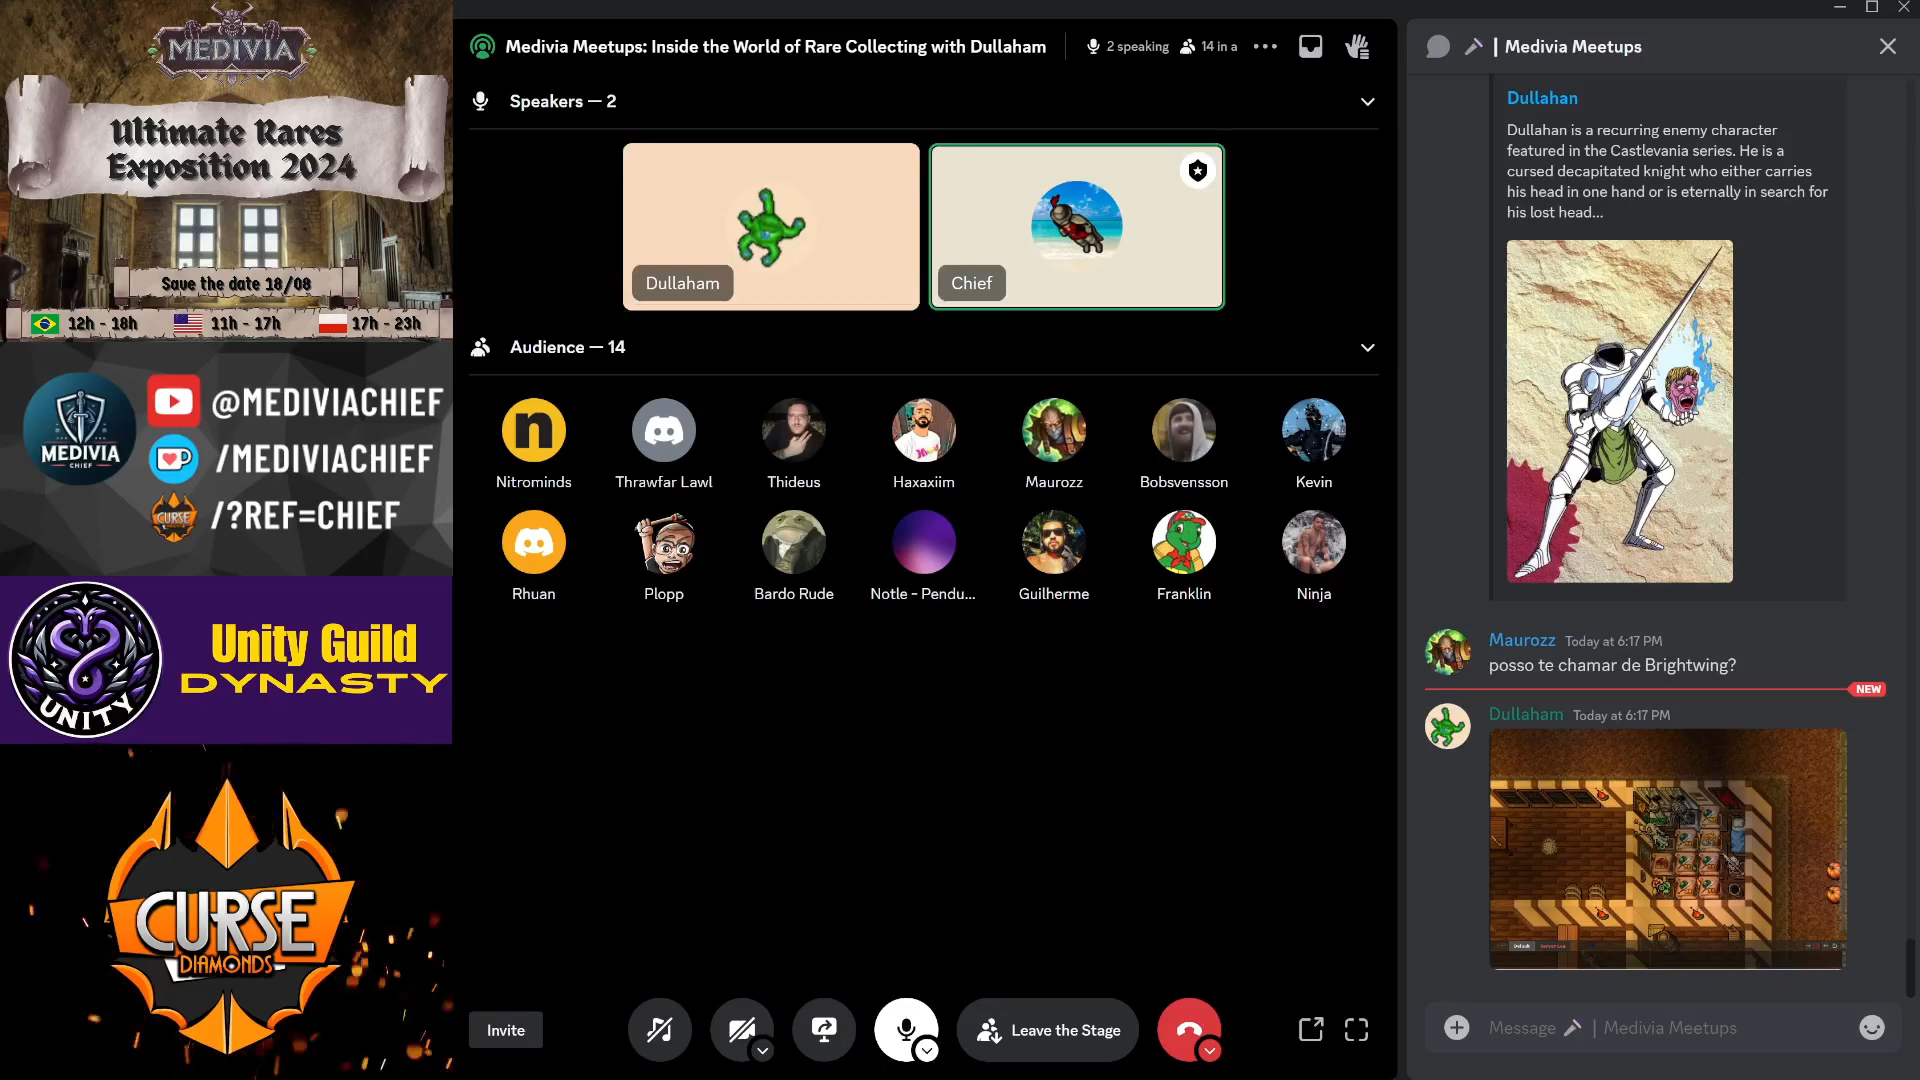 MEDIVIA
Ultimate Rares
Exposition 2024
Save the date 18/08
12h - 18h
11h - 17h
17h - 23h
MEDIVIA
CHIEF
@MEDIVIACHIEF
/MEDIVIACHIEF
CURSE
/?REF=CHIEF
UNITY
Unity Guild
DYNASTY
CURSE
DIAMONDS
Medivia Meetups: Inside the World of Rare Collecting with Dullaham
2 speaking
14 in a
Speakers — 2
Dullaham
Chief
Audience — 14
n
Nitrominds
Thrawfar Lawl
Thideus
Haxaxiim
Maurozz
Bobsvensson
Kevin
Rhuan
Plopp
Bardo Rude
Notle - Pendu...
Guilherme
Franklin
Ninja
Invite
Leave the Stage
| Medivia Meetups
Dullahan
Dullahan is a recurring enemy character
featured in the Castlevania series. He is a
cursed decapitated knight who either carries
his head in one hand or is eternally in search for
his lost head...
Maurozz Today at 6:17 PM
posso te chamar de Brightwing?
NEW
Dullaham Today at 6:17 PM
Default
Message | Medivia Meetups